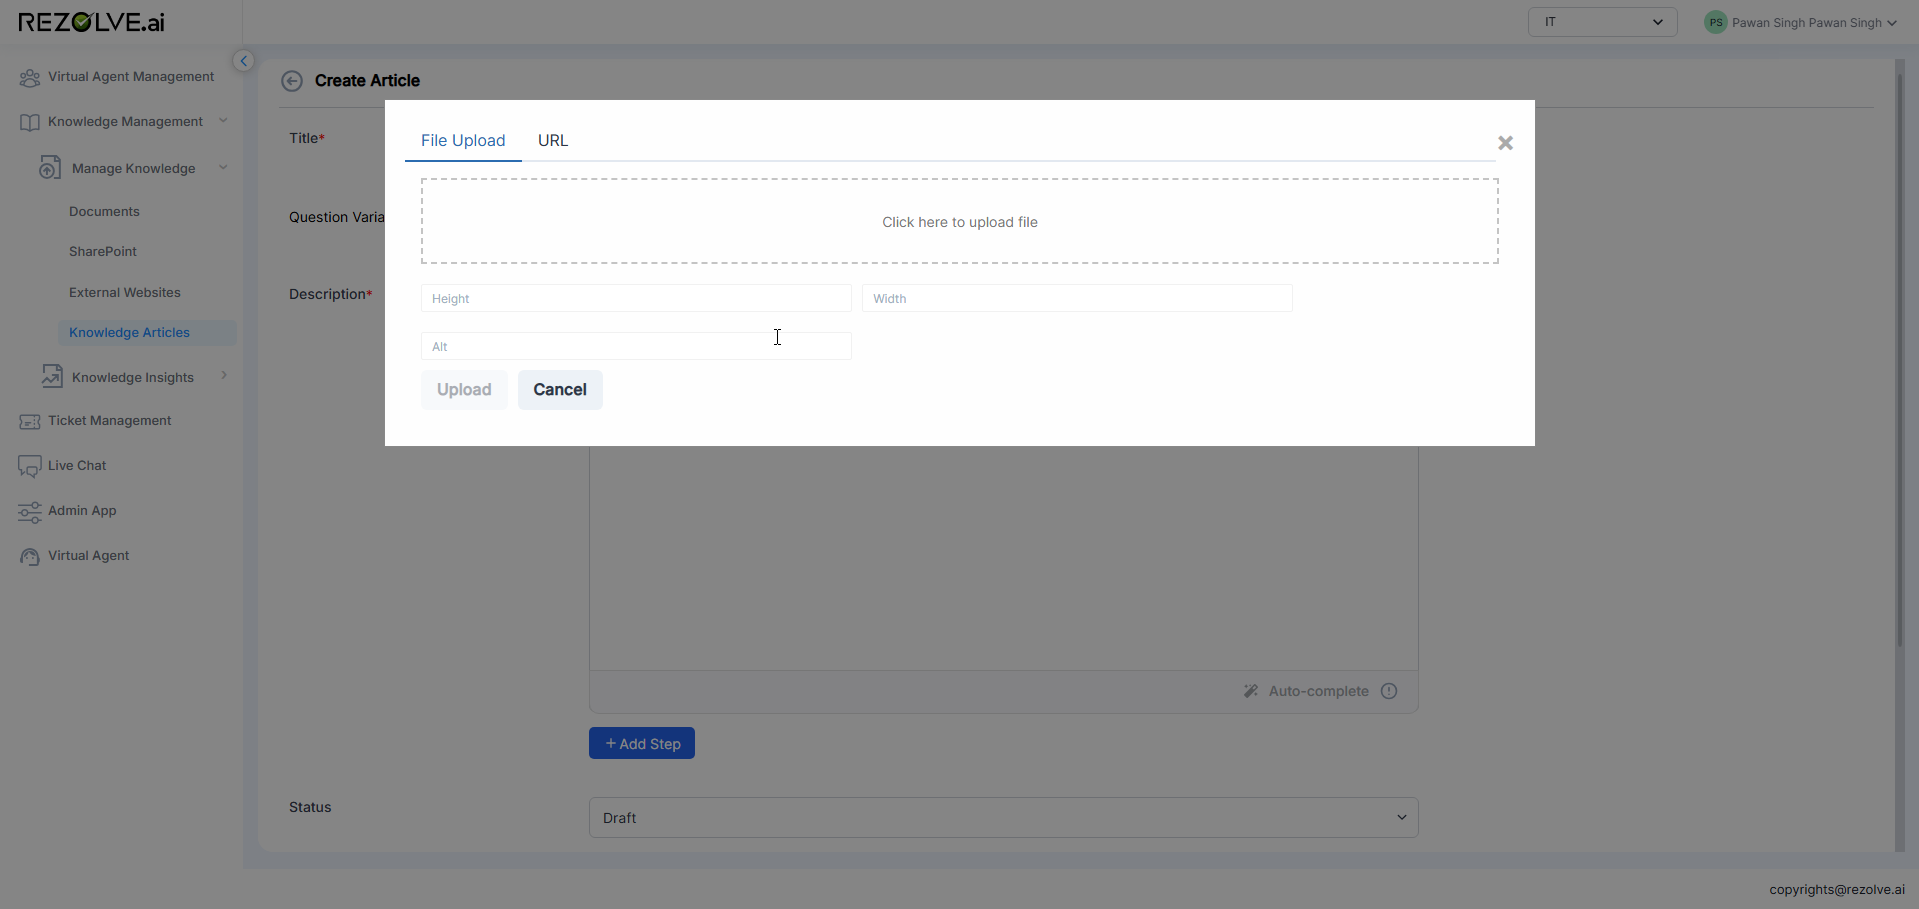 REZOLVE.ai
IT
PS
Pawan Singh Pawan Singh
Virtual Agent Management
Knowledge Management
Manage Knowledge
Documents
SharePoint
External Websites
Knowledge Articles
Knowledge Insights
Ticket Management
Live Chat
Admin App
Virtual Agent
Create Article
Title*
Question Varia
Description*
File Upload
URL
Click here to upload file
Height
Width
Alt
Upload
Cancel
Auto-complete
+ Add Step
Status
Draft
copyrights@rezolve.ai